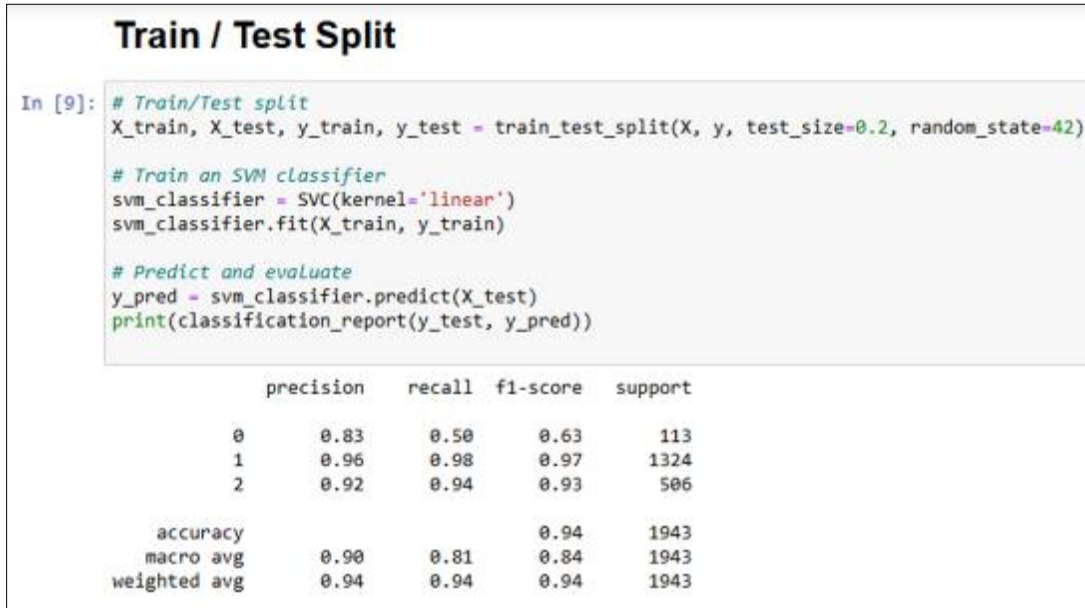 Train / Test Split
In [9]: # Train/Test split
X_train, X_test, y_train, y_test = train_test_split(X, y, test_size=0.2, random_state=42)
# Train an SVM classifier
svm_classifier = SVC(kernel='linear')
svm_classifier.fit(X_train, y_train)
# Predict and evaluate
y_pred = svm_classifier.predict(X_test)
print(classification_report(y_test, y_pred))
precision recall f1-score support
0 0.83 0.50 0.63 113
1 0.96 0.98 0.97 1324
2 0.92 0.94 0.93 506
accuracy 0.94 1943
macro avg 0.90 0.81 0.84 1943
weighted avg 0.94 0.94 0.94 1943